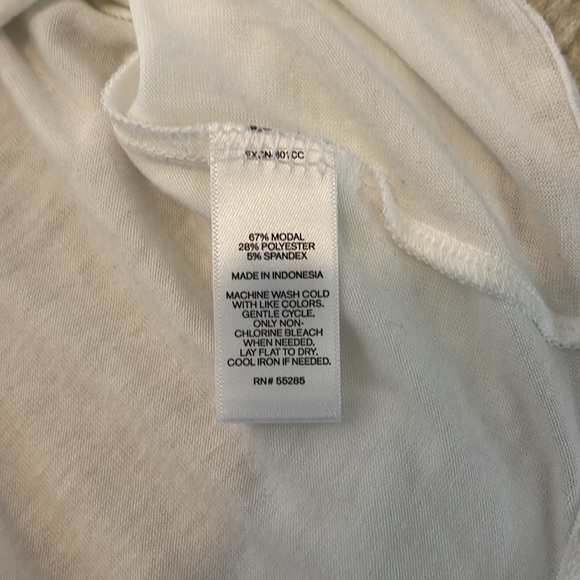 67% MODAL
28% POLYESTER
5% SPANDEX
MADE IN INDONESIA
MACHINE WASH COLD
WITH LIKE COLORS.
GENTLE CYCLE.
ONLY NON-
CHLORINE BLEACH
WHEN NEEDED.
LAY FLAT TO DRY.
COOL IRON IF NEEDED.
RN# 55285